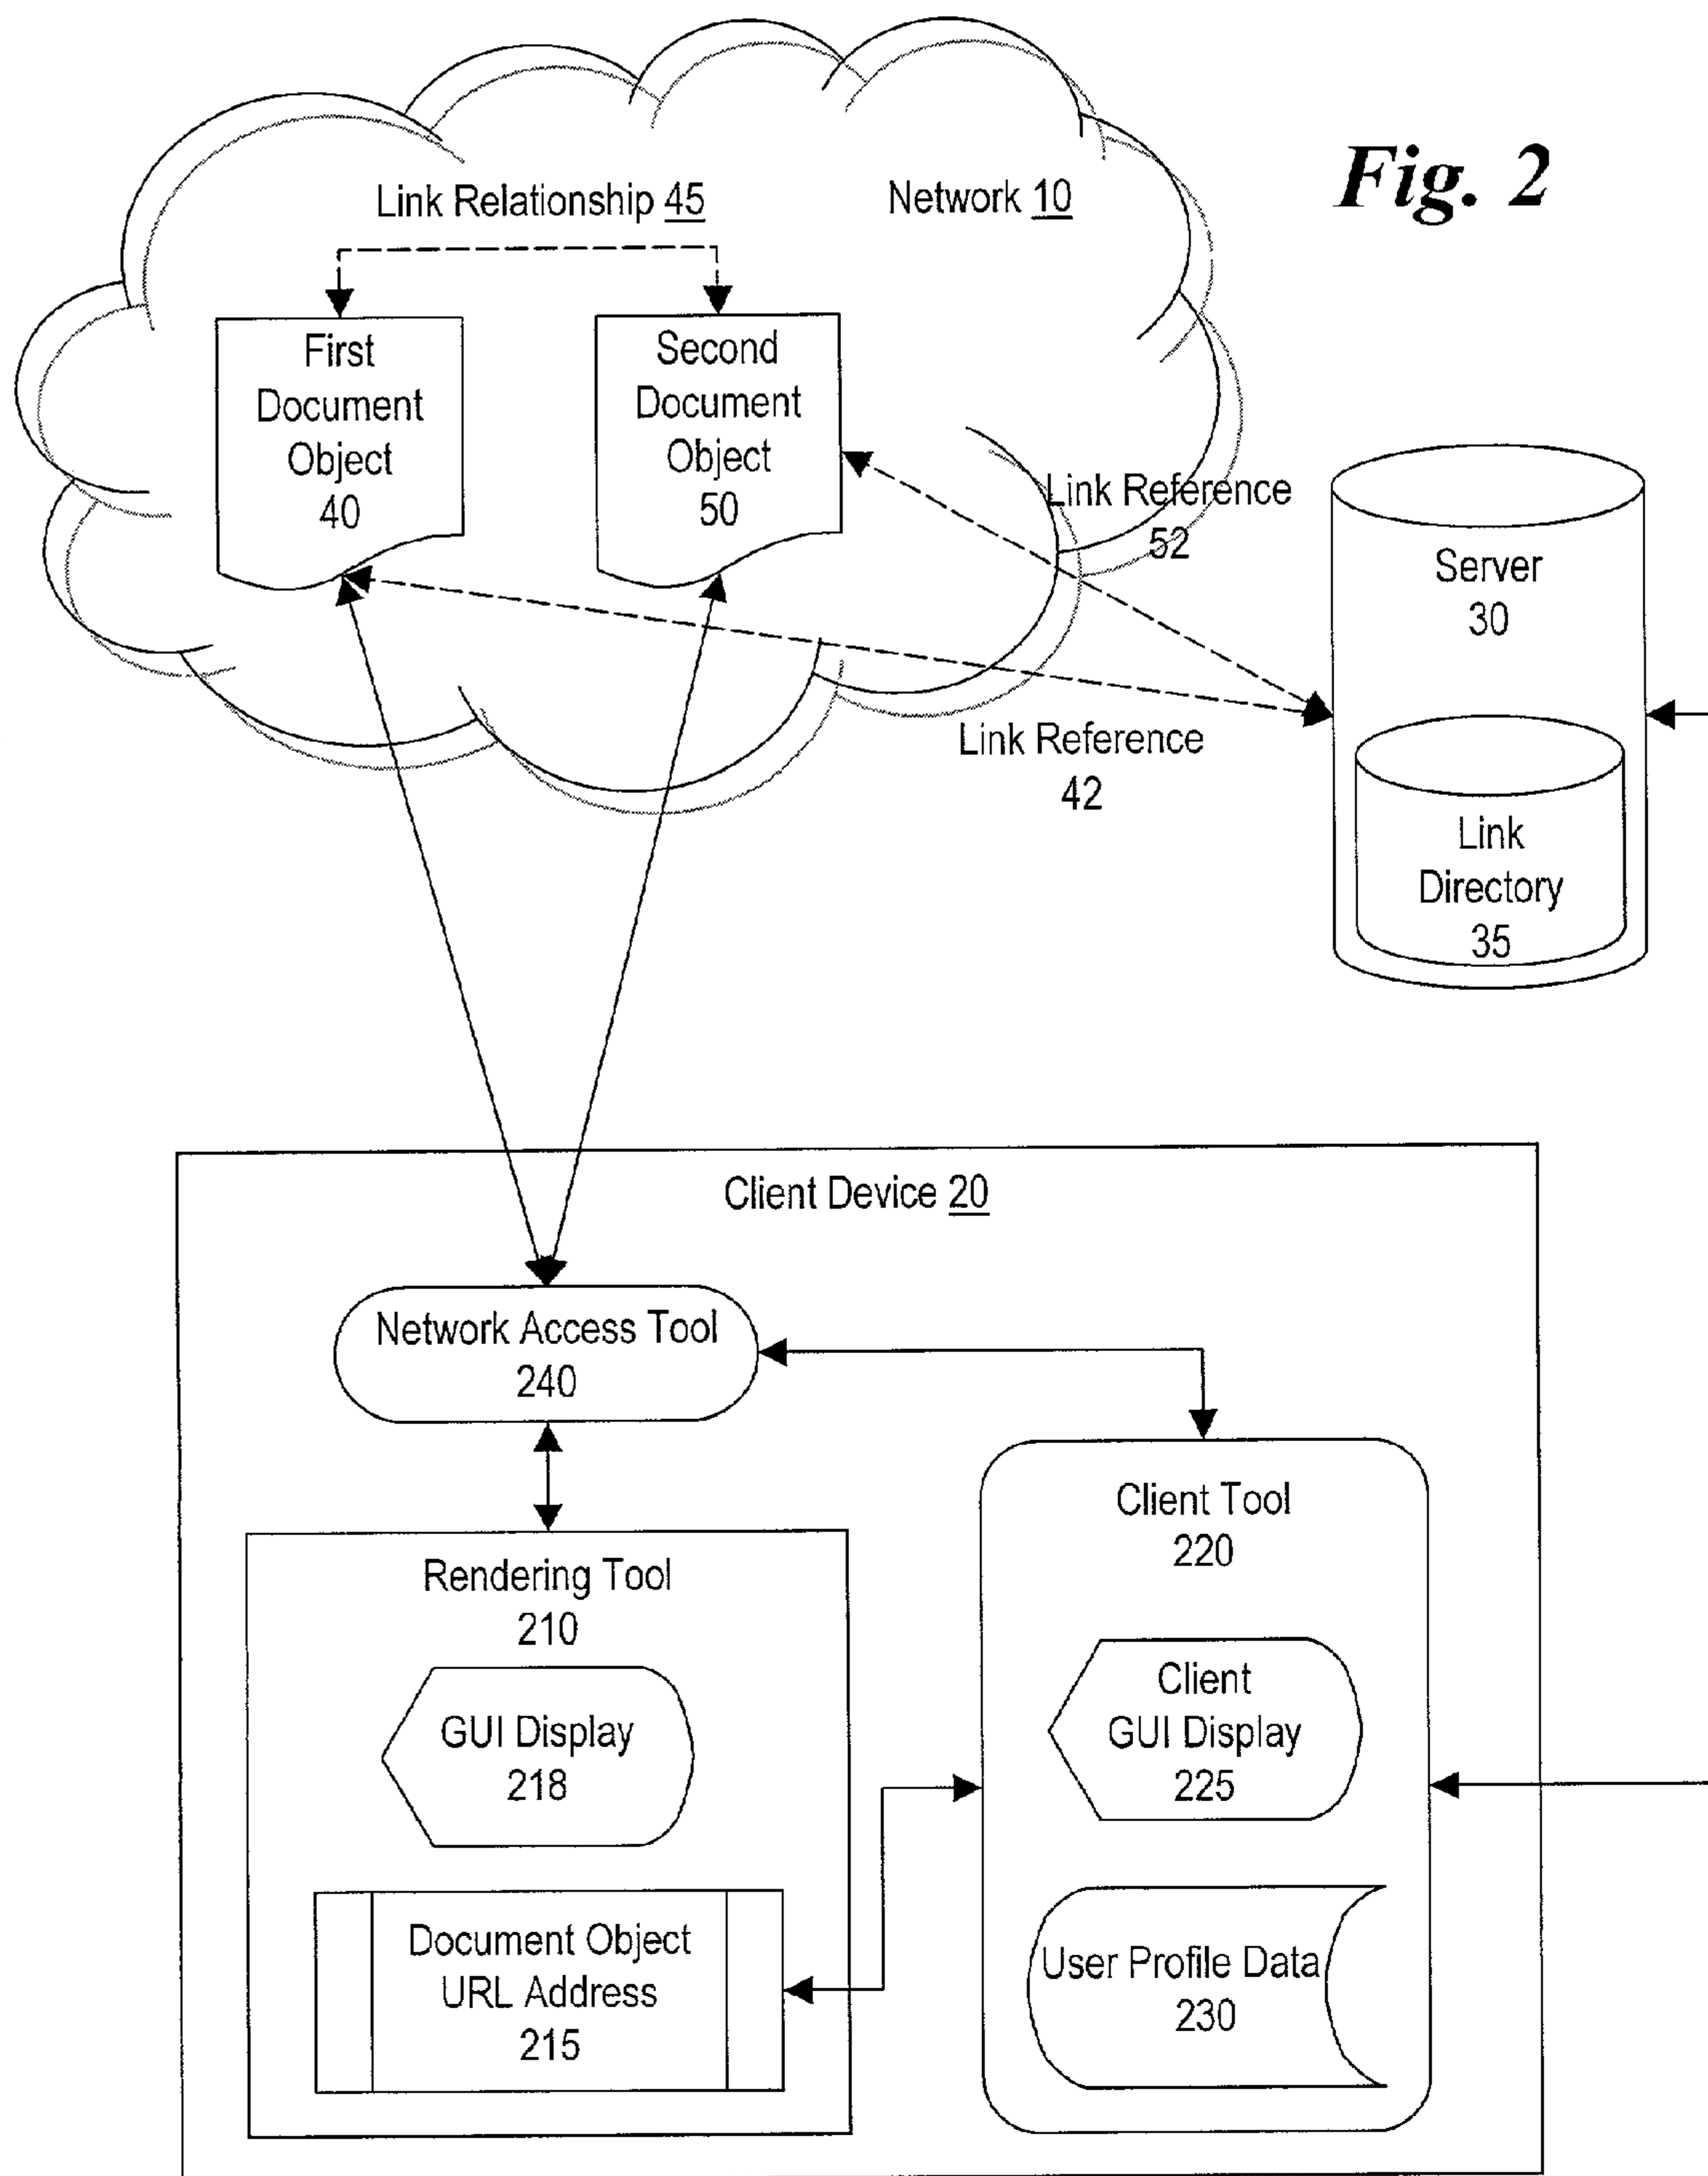 Fig. 2
Link Relationship 45
Network 10
First
Document
Object
40
Second
Document
Object
50
Link Reference
52
Server
30
Link Reference
42
Link
Directory
35
Client Device 20
Network Access Tool
240
Client Tool
220
Rendering Tool
210
GUI Display
218
Client
GUI Display
225
Document Object
URL Address
215
User Profile Data
230